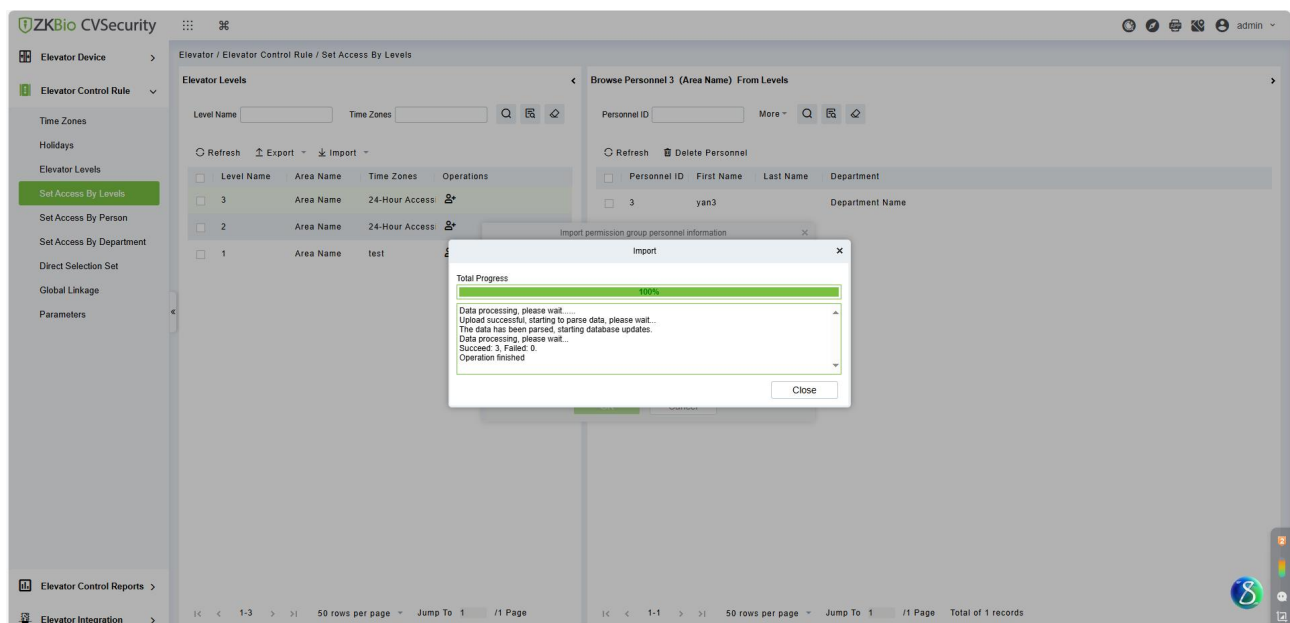 ZKBio CVSecurity
admin
Elevator Device
Elevator Control Rule
Time Zones
Holidays
Elevator Levels
Set Access By Levels
Set Access By Person
Set Access By Department
Direct Selection Set
Global Linkage
Parameters
Elevator Control Reports
Elevator Integration
Elevator / Elevator Control Rule / Set Access By Levels
Elevator Levels
Level Name Time Zones
Refresh Export Import
Level Name Area Name Time Zones Operations
3 Area Name 24-Hour Access
2 Area Name 24-Hour Access
1 Area Name test
1-3 50 rows per page Jump To 1 /1 Page
Browse Personnel 3 (Area Name) From Levels
Personnel ID More
Refresh Delete Personnel
Personnel ID First Name Last Name Department
3 yan3 Department Name
1-1 50 rows per page Jump To 1 /1 Page Total of 1 records
Import permission group personnel information
Import
Total Progress
100%
Data processing, please wait......
Upload successful, starting to parse data, please wait...
The data has been parsed, starting database updates.
Data processing, please wait...
Succeed: 3, Failed: 0.
Operation finished
Close